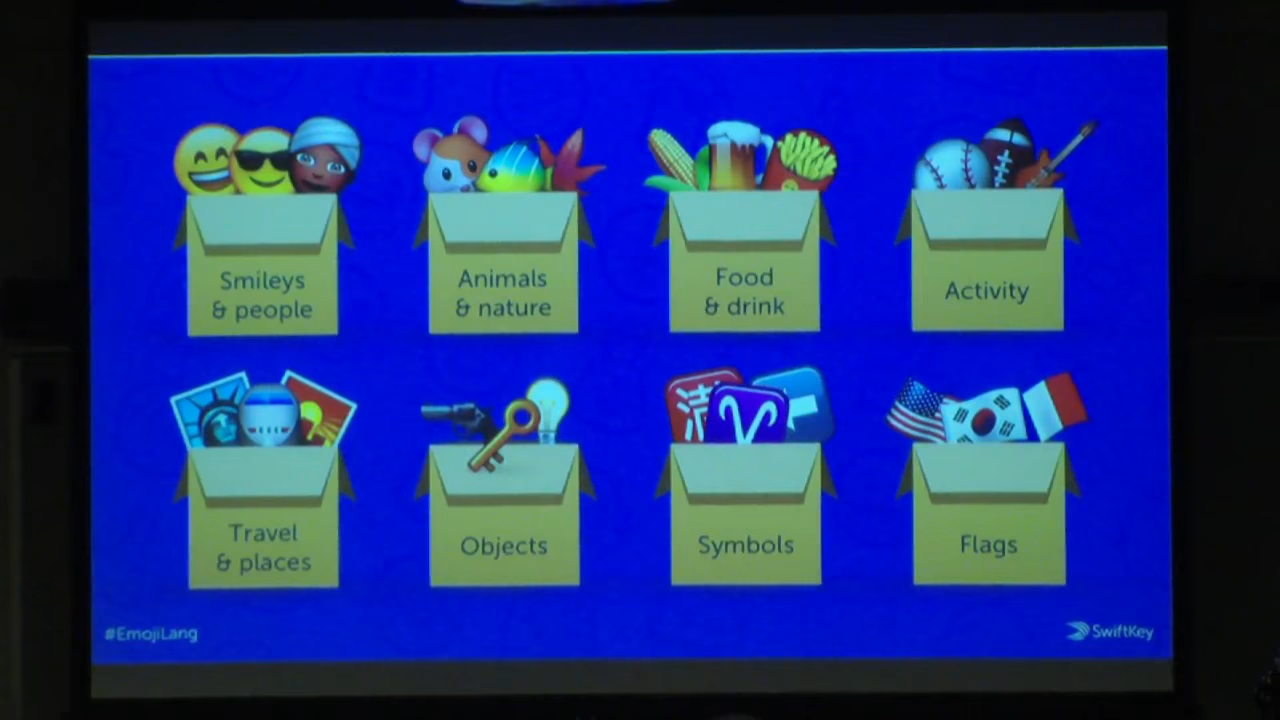 Smileys
& people
Animals
& nature
Food
& drink
Activity
Travel
& places
Objects
Symbols
Flags
#EmojiLang
SwiftKey